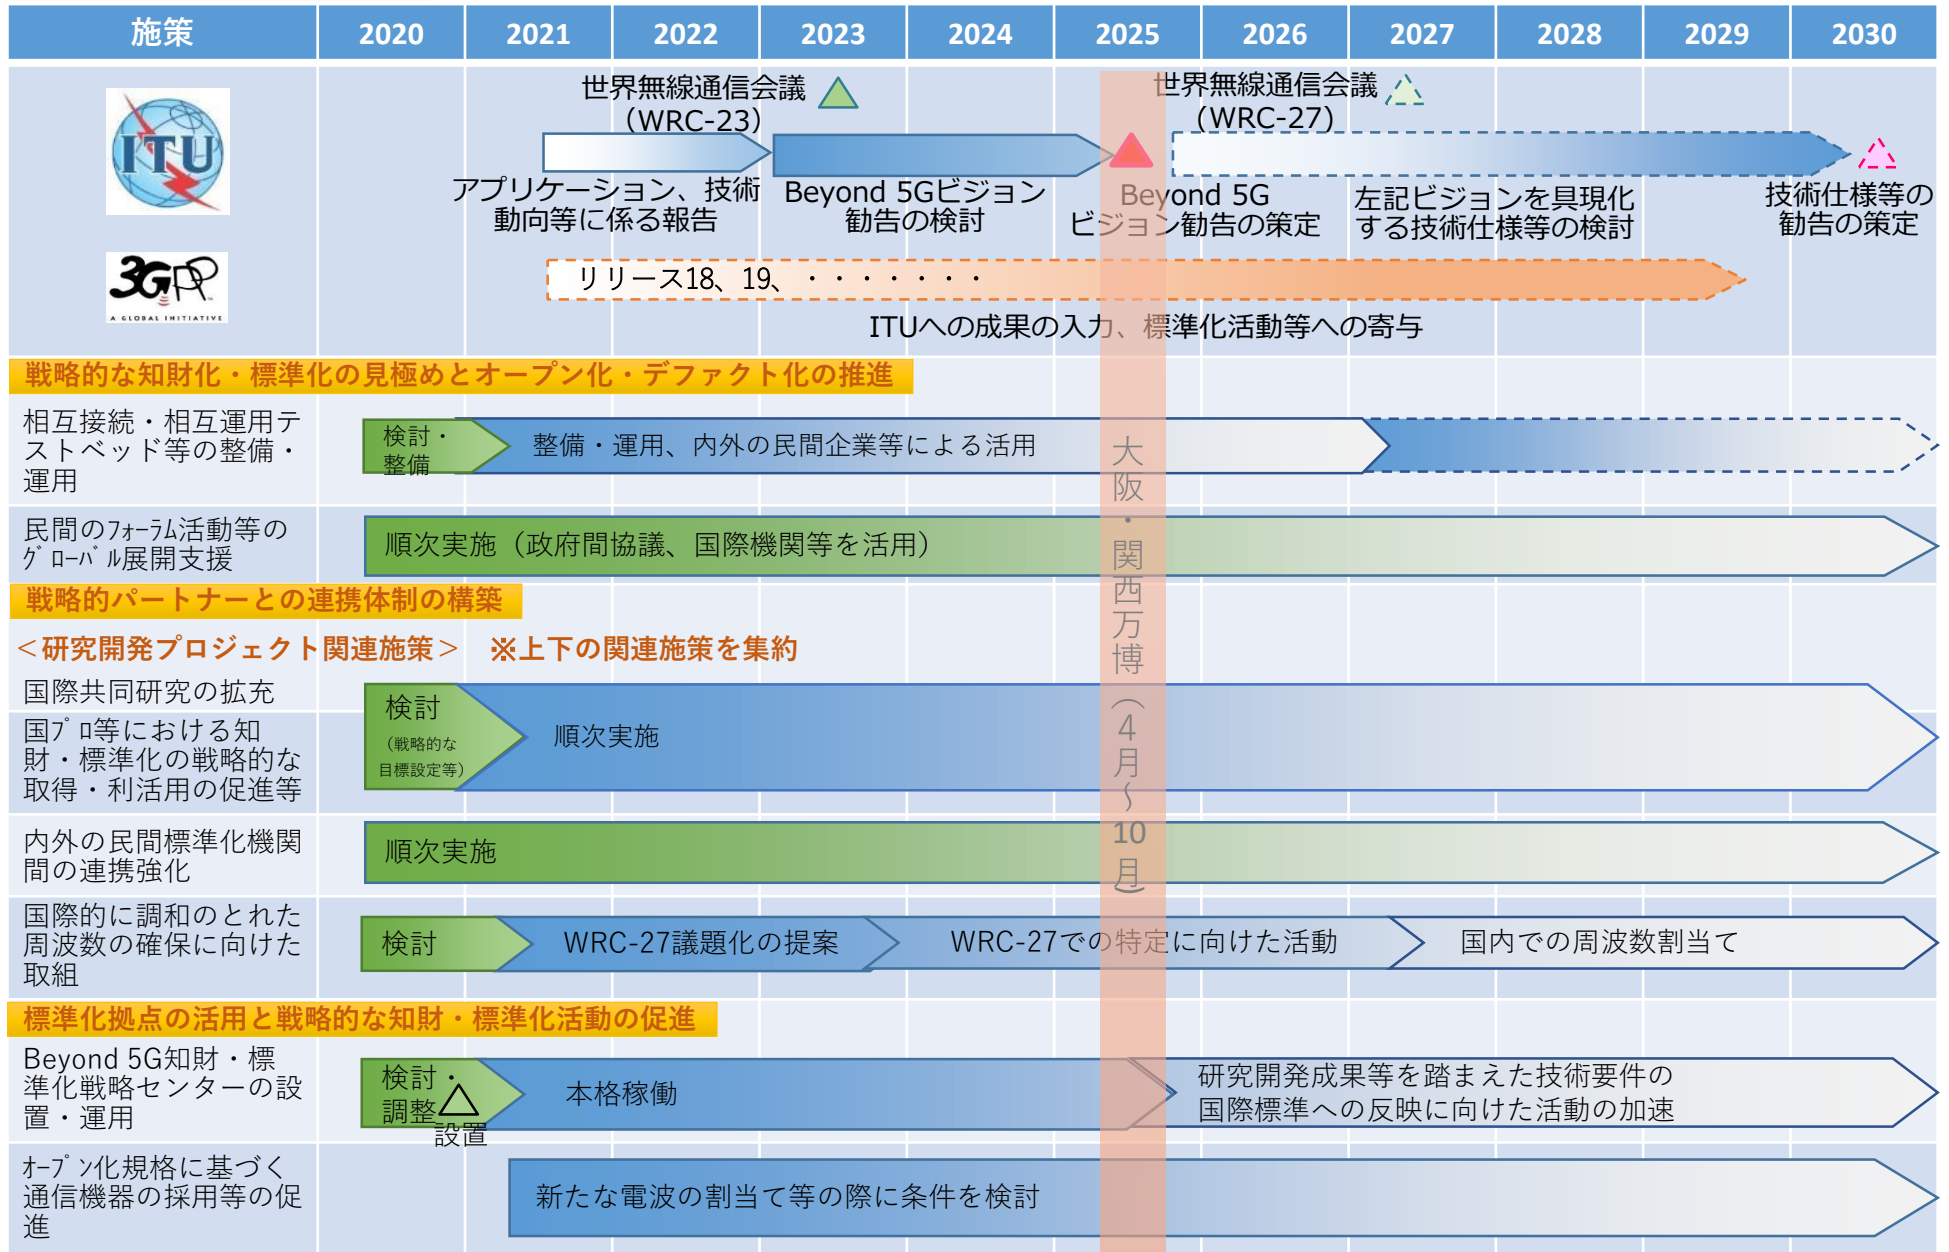 施策 2020 2021 2022 2023 2024 2025 2026 2027 2028 2029 2030
世界無線通信会議
（WRC-23）
世界無線通信会議
（WRC-27）
ITU
アプリケーション、技術
動向等に係る報告
Beyond 5Gビジョン
勧告の検討
Beyond 5G
ビジョン勧告の策定
左記ビジョンを具現化
する技術仕様等の検討
技術仕様等の
勧告の策定
3GPP
A GLOBAL INITIATIVE
リリース18、19、・・・・・・・
ITUへの成果の入力、標準化活動等への寄与
戦略的な知財化・標準化の見極めとオープン化・デファクト化の推進
相互接続・相互運用テ
ストベッド等の整備・
運用
検討・
整備
整備・運用、内外の民間企業等による活用
大阪・関西万博（4月～10月）
民間のﾌｫｰﾗﾑ活動等の
ｸﾞﾛｰﾊﾞﾙ展開支援
順次実施（政府間協議、国際機関等を活用）
戦略的パートナーとの連携体制の構築
＜研究開発プロジェクト関連施策＞　※上下の関連施策を集約
国際共同研究の拡充
国ﾌﾟﾛ等における知
財・標準化の戦略的な
取得・利活用の促進等
検討
（戦略的な
目標設定等）
順次実施
内外の民間標準化機関
間の連携強化
順次実施
国際的に調和のとれた
周波数の確保に向けた
取組
検討
WRC-27議題化の提案
WRC-27での特定に向けた活動
国内での周波数割当て
標準化拠点の活用と戦略的な知財・標準化活動の促進
Beyond 5G知財・標
準化戦略センターの設
置・運用
検討・
調整
設置
本格稼働
研究開発成果等を踏まえた技術要件の
国際標準への反映に向けた活動の加速
ｵｰﾌﾟﾝ化規格に基づく
通信機器の採用等の促
進
新たな電波の割当て等の際に条件を検討